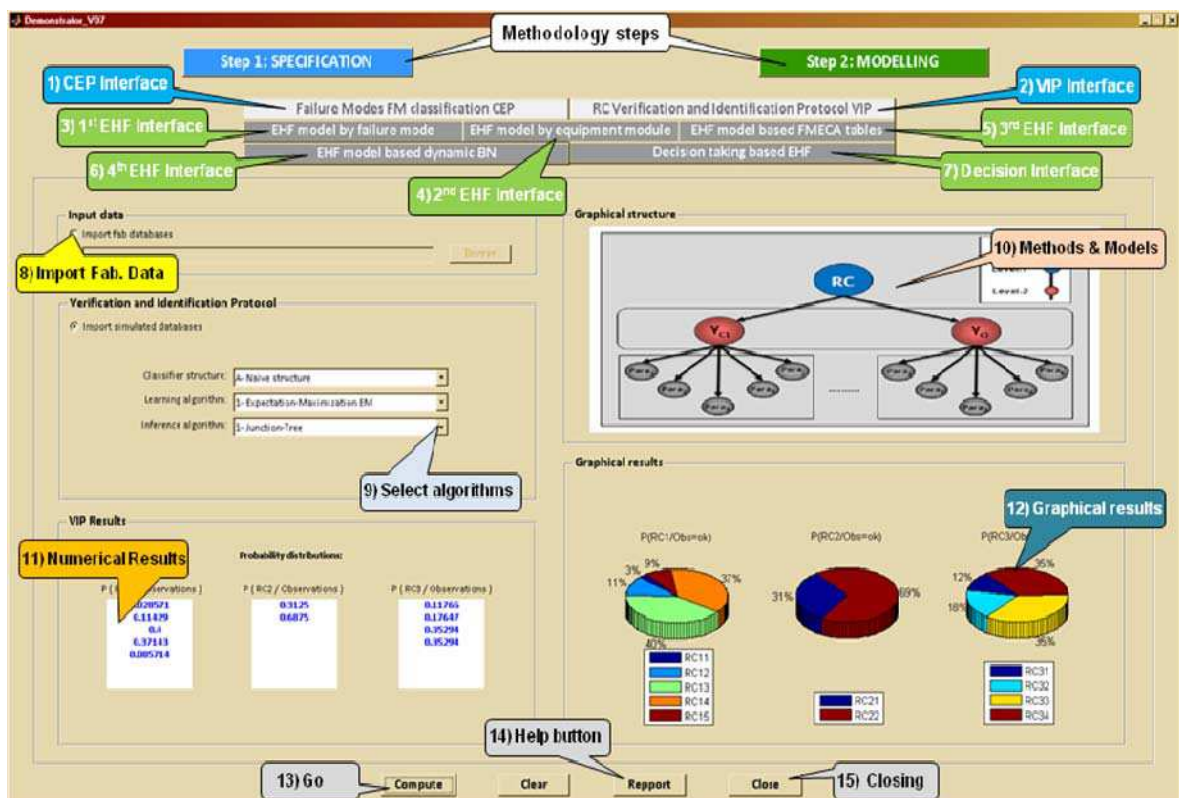 Demonstrator_V07
Methodology steps
Step 1: SPECIFICATION
Step 2: MODELLING
1) CEP Interface
2) VIP Interface
Failure Modes FM classification CEP
RC Verification and Identification Protocol VIP
3) 1st EHF Interface
EHF model by failure mode
EHF model by equipment module
EHF model based FMECA tables
5) 3rd EHF Interface
EHF model based dynamic BN
Decision taking based EHF
6) 4th EHF Interface
4) 2nd EHF Interface
7) Decision Interface
Input data
Import fab databases
8) Import Fab. Data
Verification and Identification Protocol
Import simulated databases
Classifier structure: A- Naive structure
Learning algorithm: 1- Expectation-Maximization EM
Inference algorithm: 1-Junction-Tree
9) Select algorithms
Graphical structure
10) Methods & Models
Level-2
RC
........
VIP Results
11) Numerical Results
Probability distributions:
P ( RC2 / Observations )
P ( RC3 / Observations )
0.11429
0.4
0.37143
0.085714
0.3125
0.6875
0.11765
0.17647
0.35294
0.35294
Graphical results
12) Graphical results
P(RC1/Obs=ok)
P(RC2/Obs=ok)
3%
9%
11%
37%
40%
31%
69%
12%
18%
35%
35%
RC11
RC12
RC13
RC14
RC15
RC21
RC22
RC31
RC32
RC33
RC34
14) Help button
13) Go
Compute
Clear
Repport
Close
15) Closing